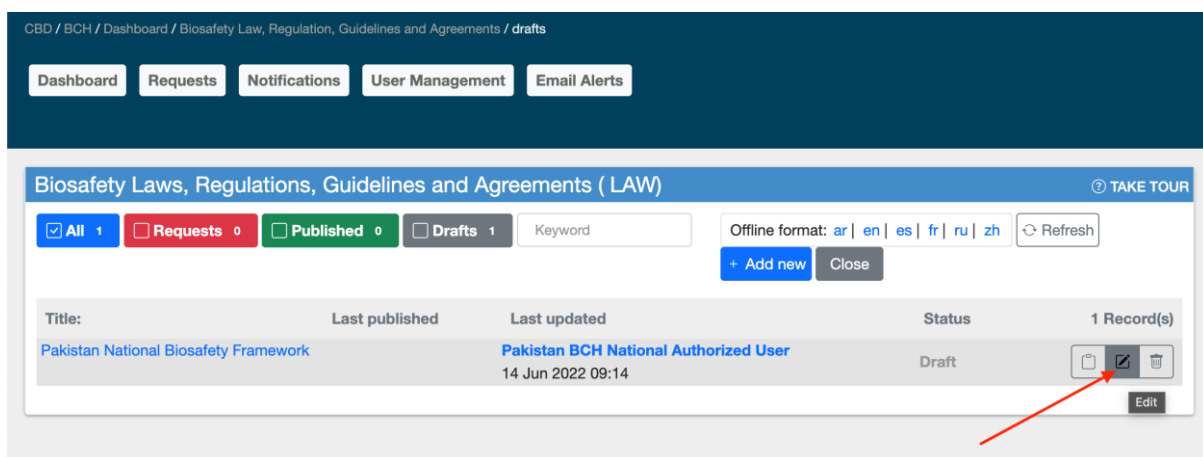 CBD / BCH / Dashboard / Biosafety Law, Regulation, Guidelines and Agreements / drafts
Dashboard Requests Notifications User Management Email Alerts
Biosafety Laws, Regulations, Guidelines and Agreements ( LAW) TAKE TOUR
All 1 Requests 0 Published 0 Drafts 1 Keyword Offline format: ar | en | es | fr | ru | zh Refresh
+ Add new Close
Title: Last published Last updated Status 1 Record(s)
Pakistan National Biosafety Framework Pakistan BCH National Authorized User Draft
14 Jun 2022 09:14
Edit